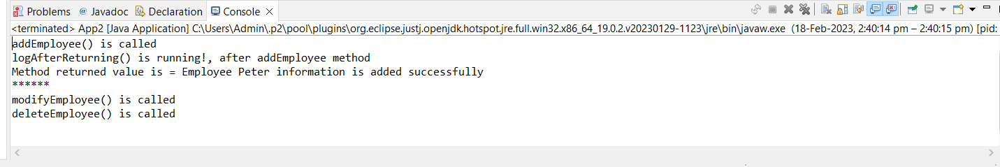 Problems @ Javadoc Declaration Console
<terminated> App2 [Java Application] C:\Users\Admin\.p2\pool\plugins\org.eclipse.justj.openjdk.hotspot.jre.full.win32.x86_64_19.0.2.v20230129-1123\jre\bin\javaw.exe (18-Feb-2023, 2:40:14 pm – 2:40:15 pm) [pid:
addEmployee() is called
logAfterReturning() is running!, after addEmployee method
Method returned value is = Employee Peter information is added successfully
******
modifyEmployee() is called
deleteEmployee() is called